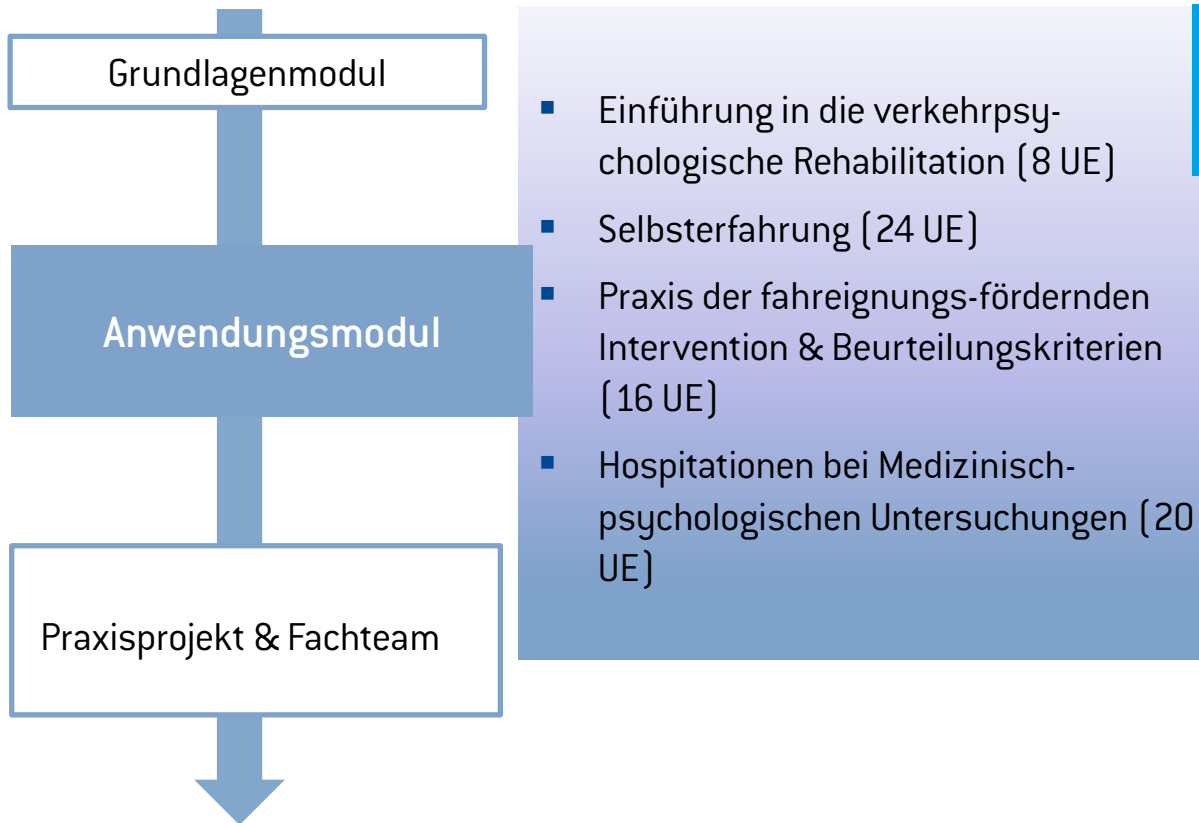 Grundlagenmodul
Anwendungsmodul
Praxisprojekt & Fachteam
▪ Einführung in die verkehrpsy-
chologische Rehabilitation (8 UE)
▪ Selbsterfahrung (24 UE)
▪ Praxis der fahreignungs-fördernden
Intervention & Beurteilungskriterien
(16 UE)
▪ Hospitationen bei Medizinisch-
psychologischen Untersuchungen (20
UE)